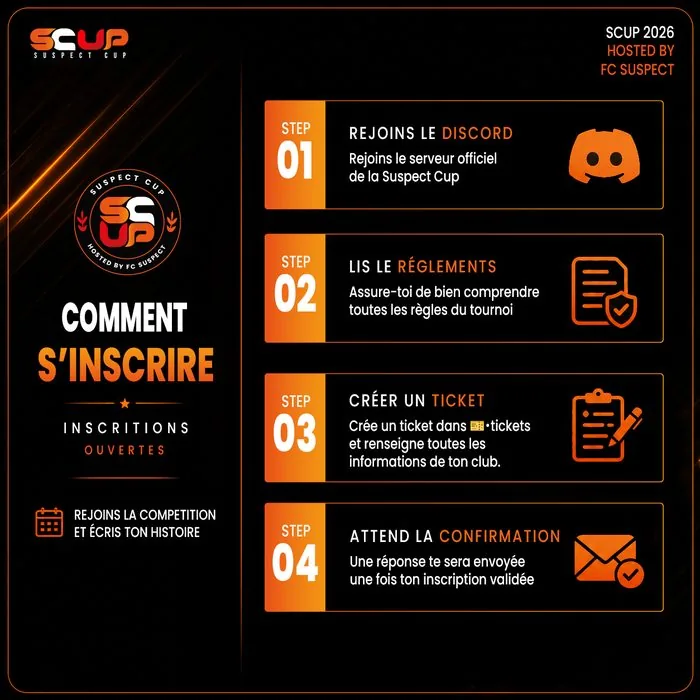 SCUP
SUSPECT CUP
SCUP 2026
HOSTED BY
FC SUSPECT
SUSPECT CUP
SC
UP
HOSTED BY FC SUSPECT
COMMENT
S'INSCRIRE
INSCRITIONS
OUVERTES
REJOINS LA COMPETITION
ET ÉCRIS TON HISTOIRE
STEP
01
REJOINS LE DISCORD
Rejoins le serveur officiel
de la Suspect Cup
STEP
02
LIS LE RÉGLEMENTS
Assure-toi de bien comprendre
toutes les règles du tournoi
STEP
03
CRÉER UN TICKET
Crée un ticket dans 🎫•tickets
et renseigne toutes les
informations de ton club.
STEP
04
ATTEND LA CONFIRMATION
Une réponse te sera envoyée
une fois ton inscription validée